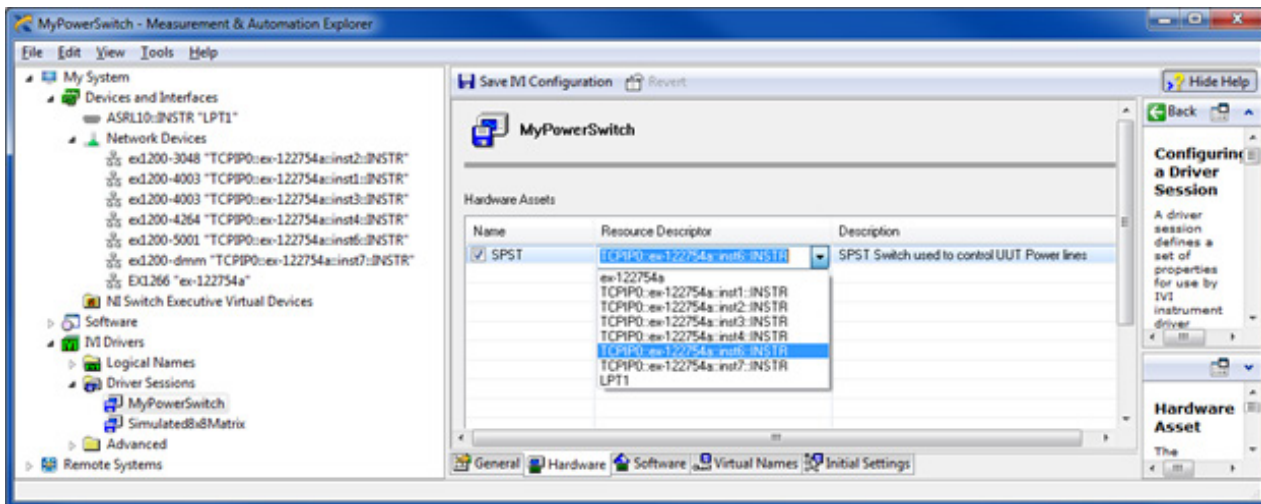 MyPowerSwitch - Measurement & Automation Explorer
File Edit View Tools Help
My System
Devices and Interfaces
ASRL10::INSTR "LPT1"
Network Devices
ex1200-3048 "TCPIP0::ex-122754a::inst2::INSTR"
ex1200-4003 "TCPIP0::ex-122754a::inst1::INSTR"
ex1200-4003 "TCPIP0::ex-122754a::inst3::INSTR"
ex1200-4264 "TCPIP0::ex-122754a::inst4::INSTR"
ex1200-5001 "TCPIP0::ex-122754a::inst6::INSTR"
ex1200-dmm "TCPIP0::ex-122754a::inst7::INSTR"
EX1266 "ex-122754a"
NI Switch Executive Virtual Devices
Software
IVI Drivers
Logical Names
Driver Sessions
MyPowerSwitch
Simulated8x8Matrix
Advanced
Remote Systems
Save IVI Configuration Revert
Hide Help
MyPowerSwitch
Hardware Assets
Name Resource Descriptor Description
SPST TCPIP0::ex-122754a::inst6::INSTR SPST Switch used to control UUT Power lines
ex-122754a
TCPIP0::ex-122754a::inst1::INSTR
TCPIP0::ex-122754a::inst2::INSTR
TCPIP0::ex-122754a::inst3::INSTR
TCPIP0::ex-122754a::inst4::INSTR
TCPIP0::ex-122754a::inst6::INSTR
TCPIP0::ex-122754a::inst7::INSTR
LPT1
General Hardware Software Virtual Names Initial Settings
Back
Configuring
a Driver
Session
A driver
session
defines a
set of
properties
for use by
IVI
instrument
driver
Hardware
Asset
The